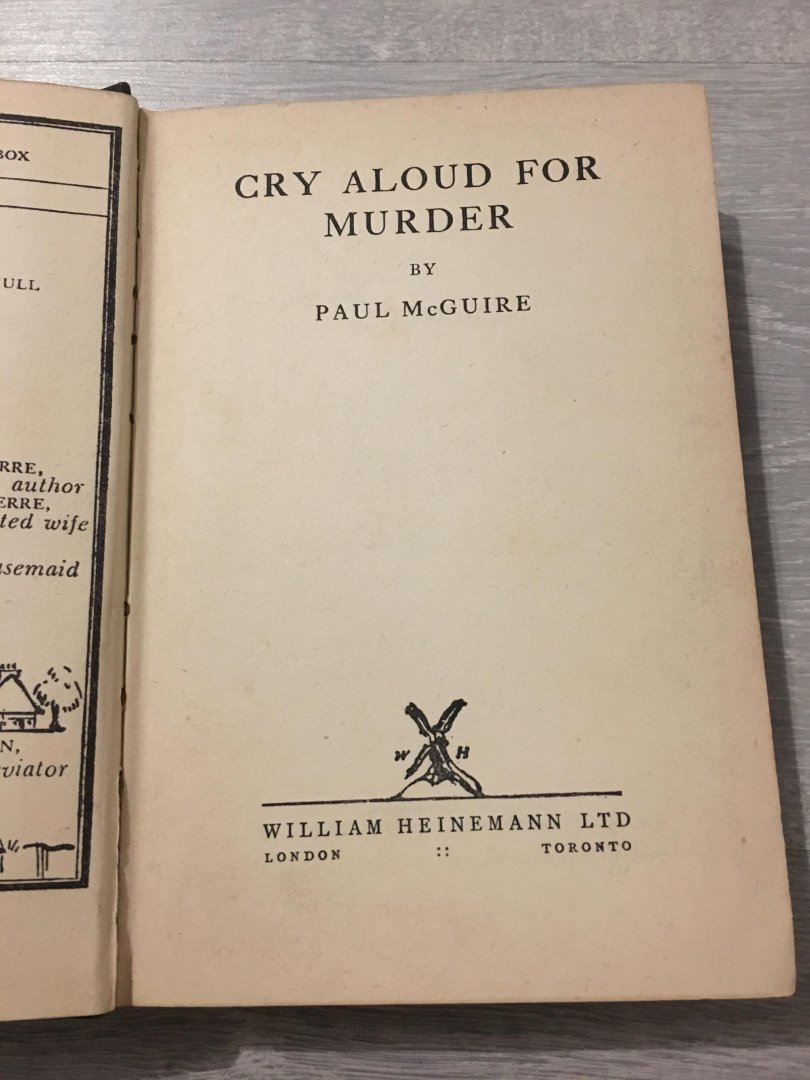 BOX
ULL
RRE,
author
ERRE,
ted wife
semaid
N,
viator
CRY ALOUD FOR
MURDER
BY
PAUL McGUIRE
W H
WILLIAM HEINEMANN LTD
LONDON :: TORONTO